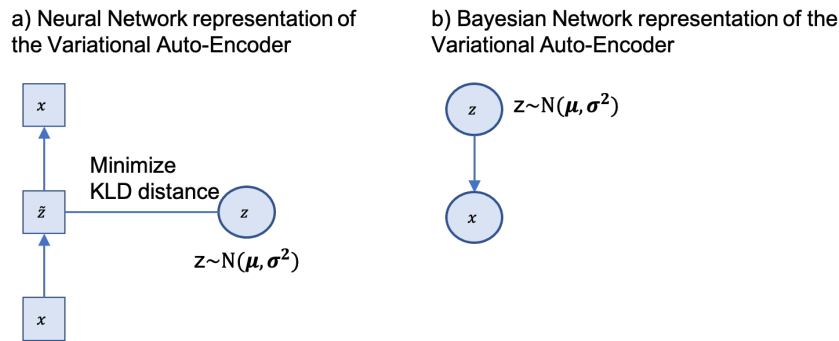 a) Neural Network representation of
the Variational Auto-Encoder
x
Minimize
KLD distance
z̃
z
z~N(μ,σ²)
x
b) Bayesian Network representation of the
Variational Auto-Encoder
z
z~N(μ,σ²)
x